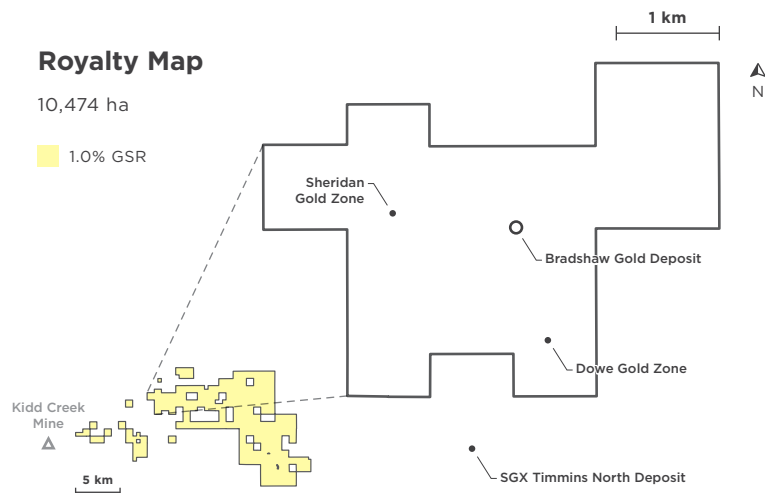 1 km
Royalty Map
N
10,474 ha
1.0% GSR
Sheridan
Gold Zone
Bradshaw Gold Deposit
Dowe Gold Zone
Kidd Creek
Mine
SGX Timmins North Deposit
5 km